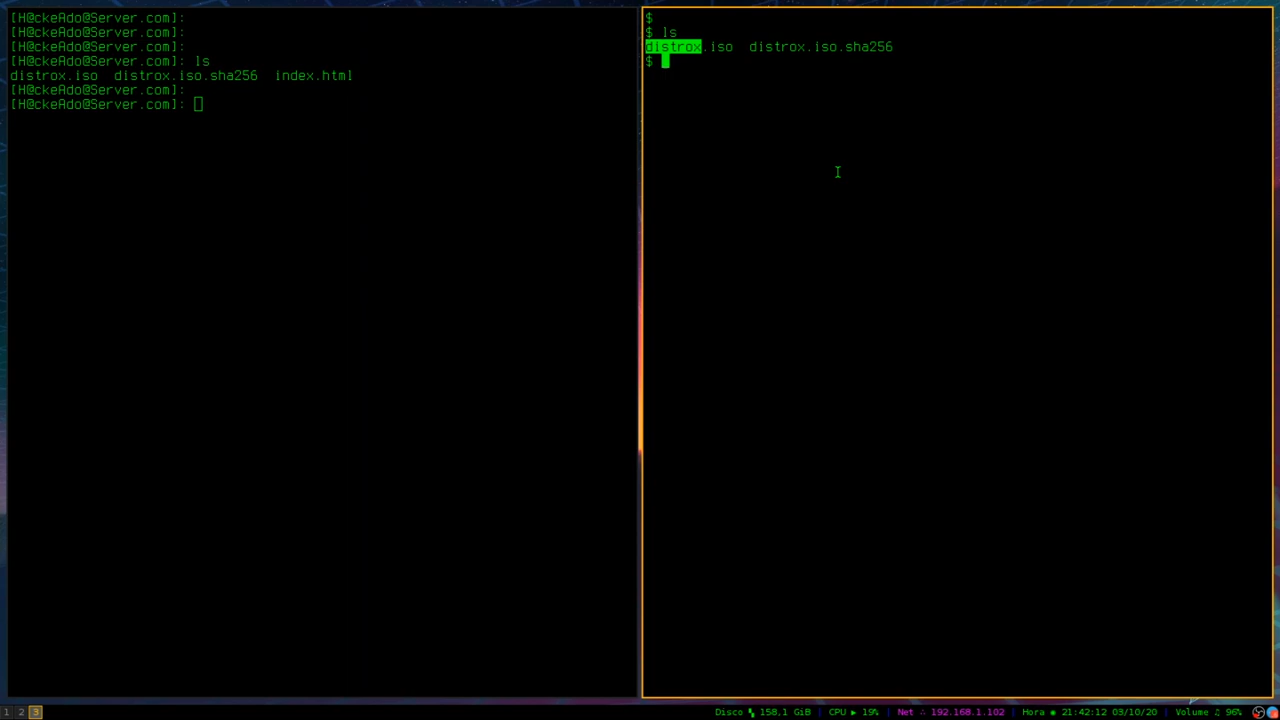 [H@ckeAdo@Server.com]:
[H@ckeAdo@Server.com]:
[H@ckeAdo@Server.com]:
[H@ckeAdo@Server.com]: ls
distrox.iso  distrox.iso.sha256  index.html
[H@ckeAdo@Server.com]:
[H@ckeAdo@Server.com]:
$
$ ls
distrox.iso  distrox.iso.sha256
$
1 2 3
Disco 158,1 GiB | CPU ▶ 19% | Net 192.168.1.102 | Hora ◉ 21:42:12 03/10/20 | Volume ♫ 96%